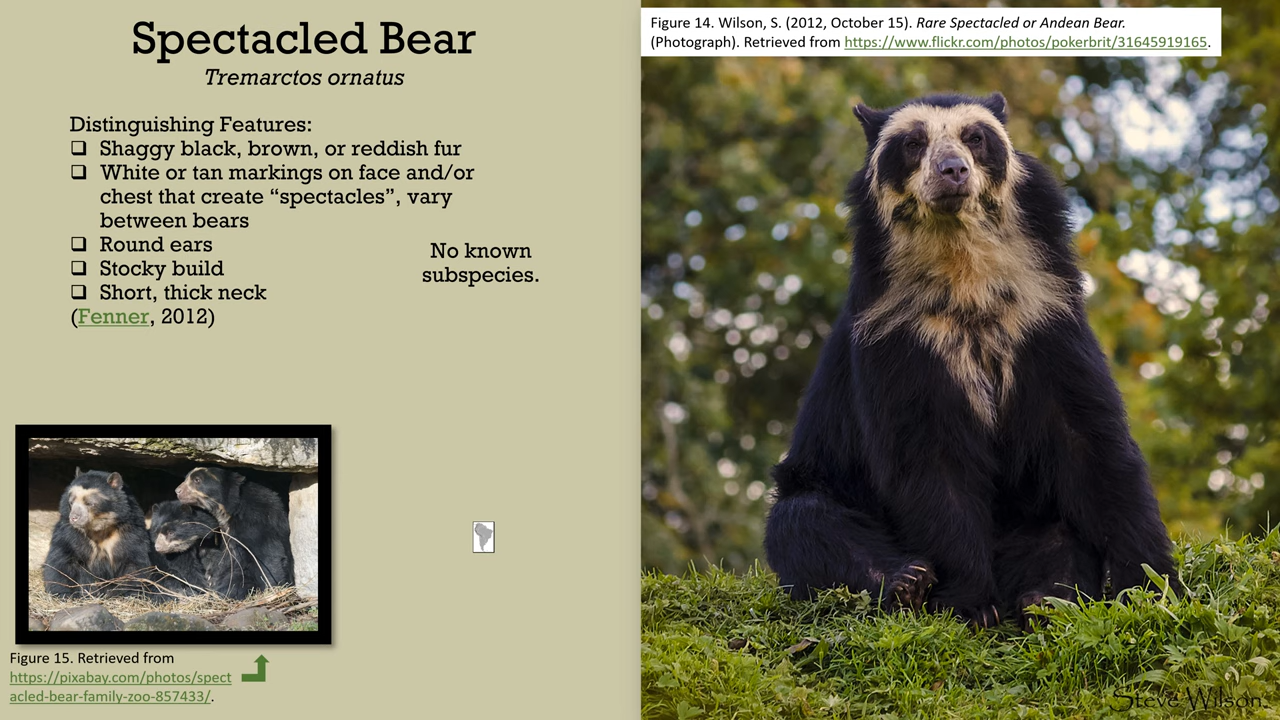 Spectacled Bear
Tremarctos ornatus
Distinguishing Features:
❑ Shaggy black, brown, or reddish fur
❑ White or tan markings on face and/or
chest that create “spectacles”, vary
between bears
❑ Round ears
❑ Stocky build
❑ Short, thick neck
(Fenner, 2012)
No known
subspecies.
Figure 15. Retrieved from
https://pixabay.com/photos/spect
acled-bear-family-zoo-857433/.
Figure 14. Wilson, S. (2012, October 15). Rare Spectacled or Andean Bear.
(Photograph). Retrieved from https://www.flickr.com/photos/pokerbrit/31645919165.
Steve Wilson